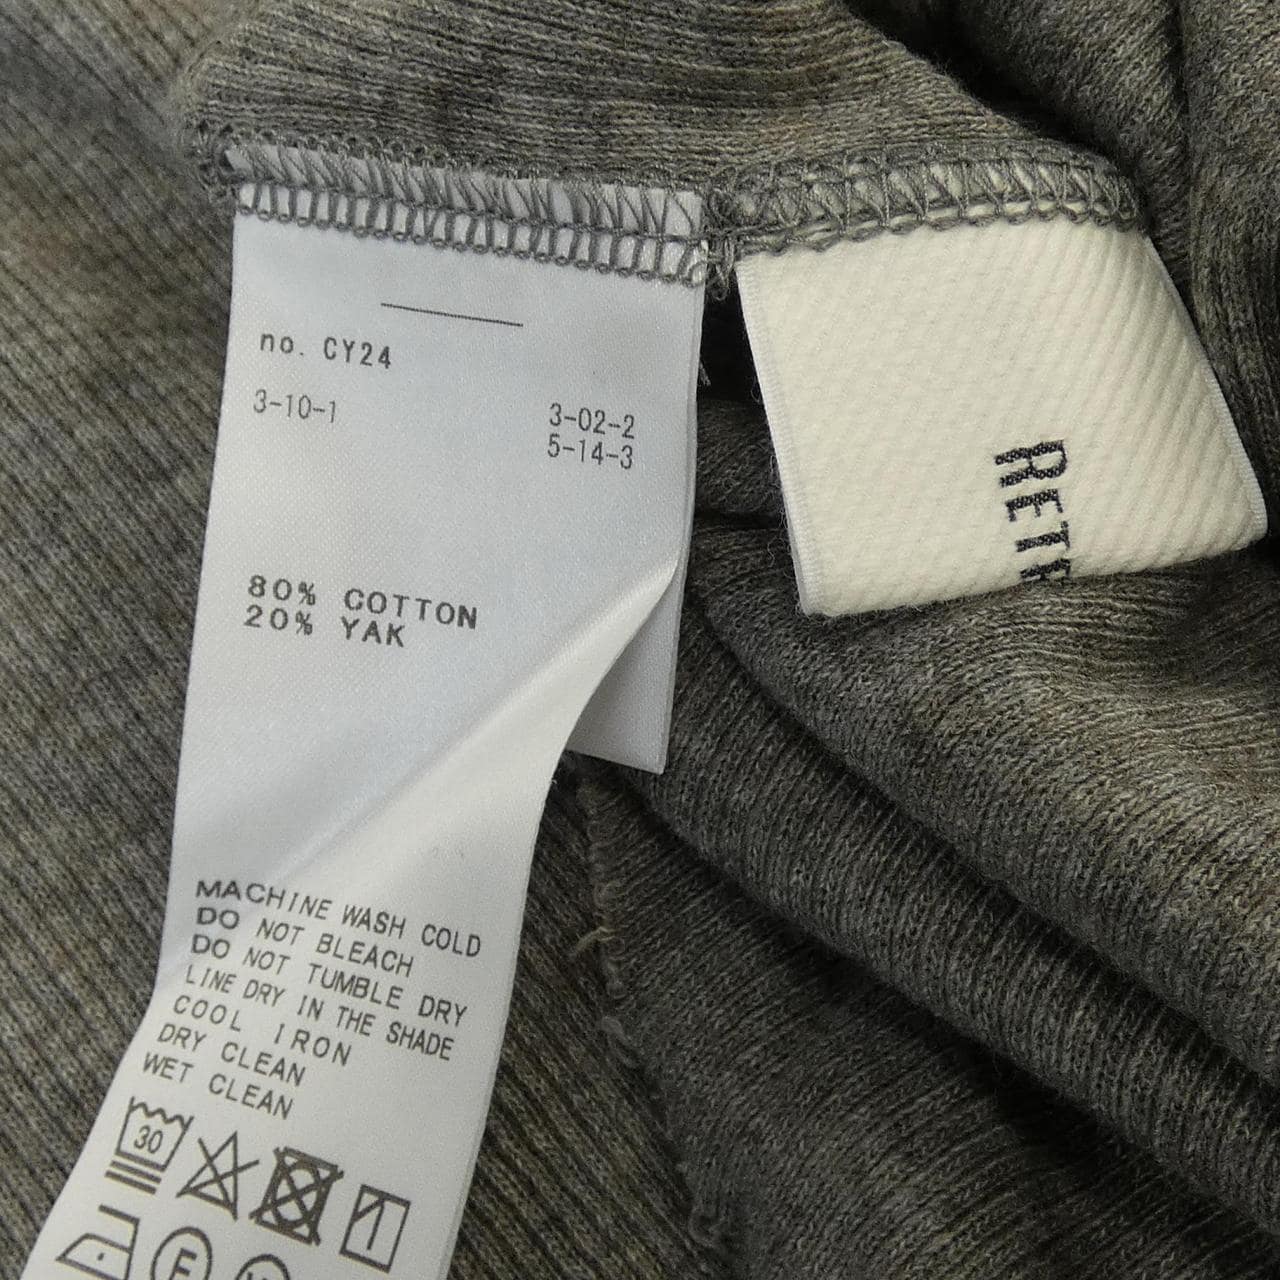 no. CY24
3-10-1
3-02-2
5-14-3
80% COTTON
20% YAK
MACHINE WASH COLD
DO NOT BLEACH
DO NOT TUMBLE DRY
LINE DRY IN THE SHADE
COOL IRON
DRY CLEAN
WET CLEAN
30
F
RET